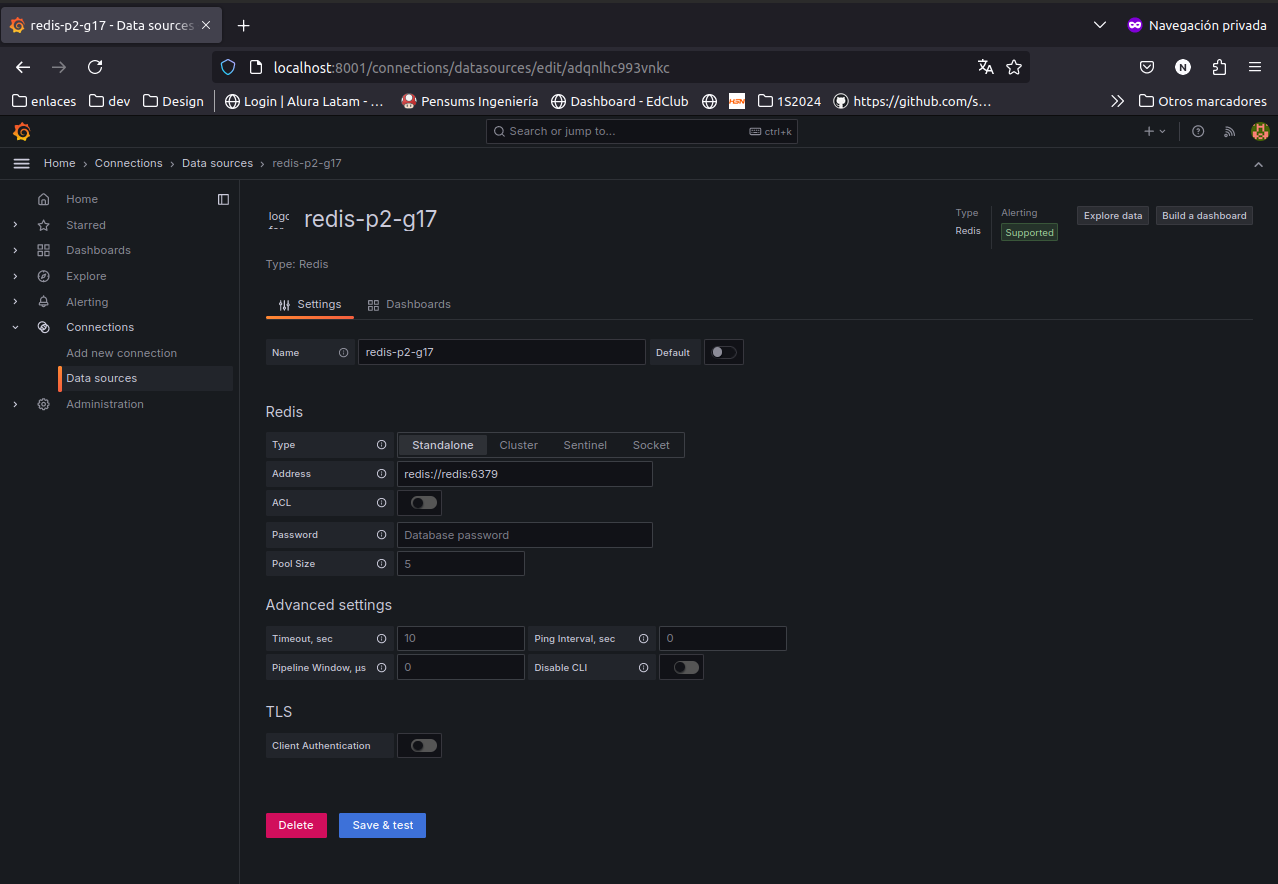 redis-p2-g17 - Data sources
Navegación privada
localhost:8001/connections/datasources/edit/adqnlhc993vnkc
N
enlaces
dev
Design
Login | Alura Latam - ...
Pensums Ingeniería
Dashboard - EdClub
HSN
1S2024
https://github.com/s...
Otros marcadores
Search or jump to...
ctrl+k
Home
Connections
Data sources
redis-p2-g17
Home
Starred
Dashboards
Explore
Alerting
Connections
Add new connection
Data sources
Administration
logo
redis-p2-g17
Type
Redis
Alerting
Supported
Explore data
Build a dashboard
Type: Redis
Settings
Dashboards
Name
redis-p2-g17
Default
Redis
Type
Standalone
Cluster
Sentinel
Socket
Address
redis://redis:6379
ACL
Password
Database password
Pool Size
5
Advanced settings
Timeout, sec
10
Ping Interval, sec
0
Pipeline Window, μs
0
Disable CLI
TLS
Client Authentication
Delete
Save & test